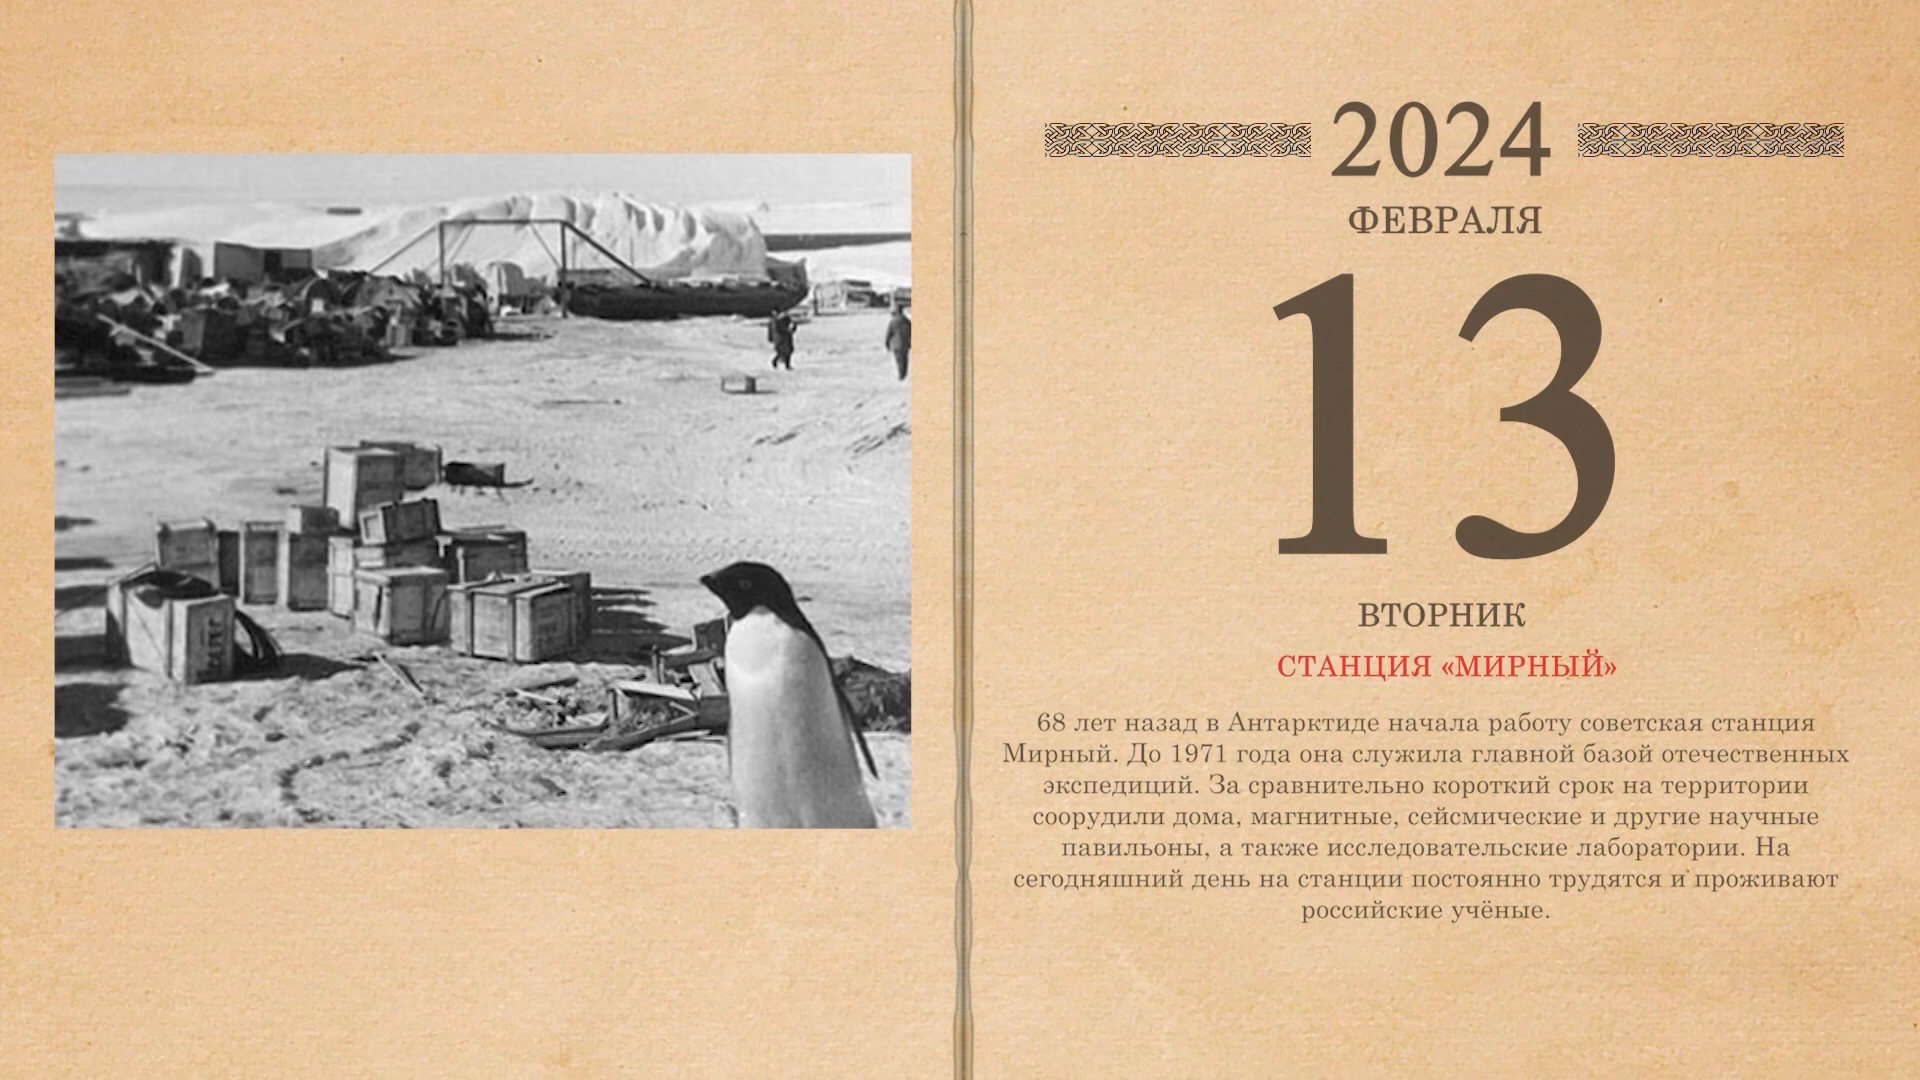 2024
ФЕВРАЛЯ
13
ВТОРНИК
СТАНЦИЯ «МИРНЫЙ»
68 лет назад в Антарктиде начала работу советская станция
Мирный. До 1971 года она служила главной базой отечественных
экспедиций. За сравнительно короткий срок на территории
соорудили дома, магнитные, сейсмические и другие научные
павильоны, а также исследовательские лаборатории. На
сегодняшний день на станции постоянно трудятся и проживают
российские учёные.